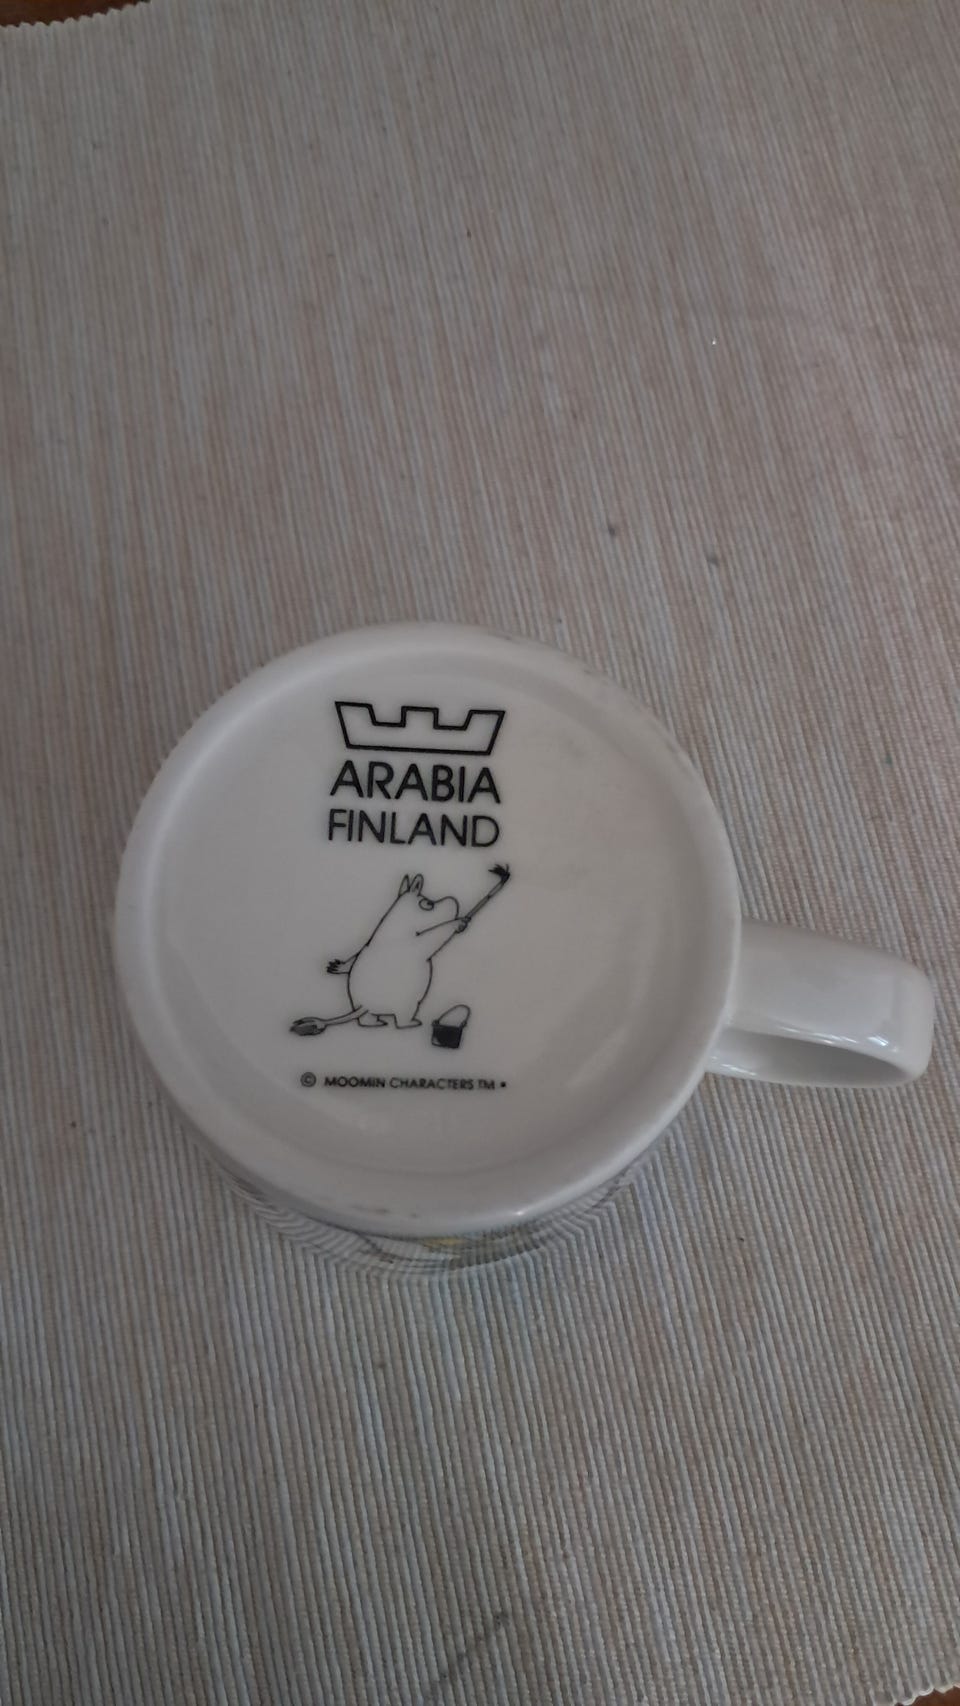 ARABIA
FINLAND
© MOOMIN CHARACTERS TM •